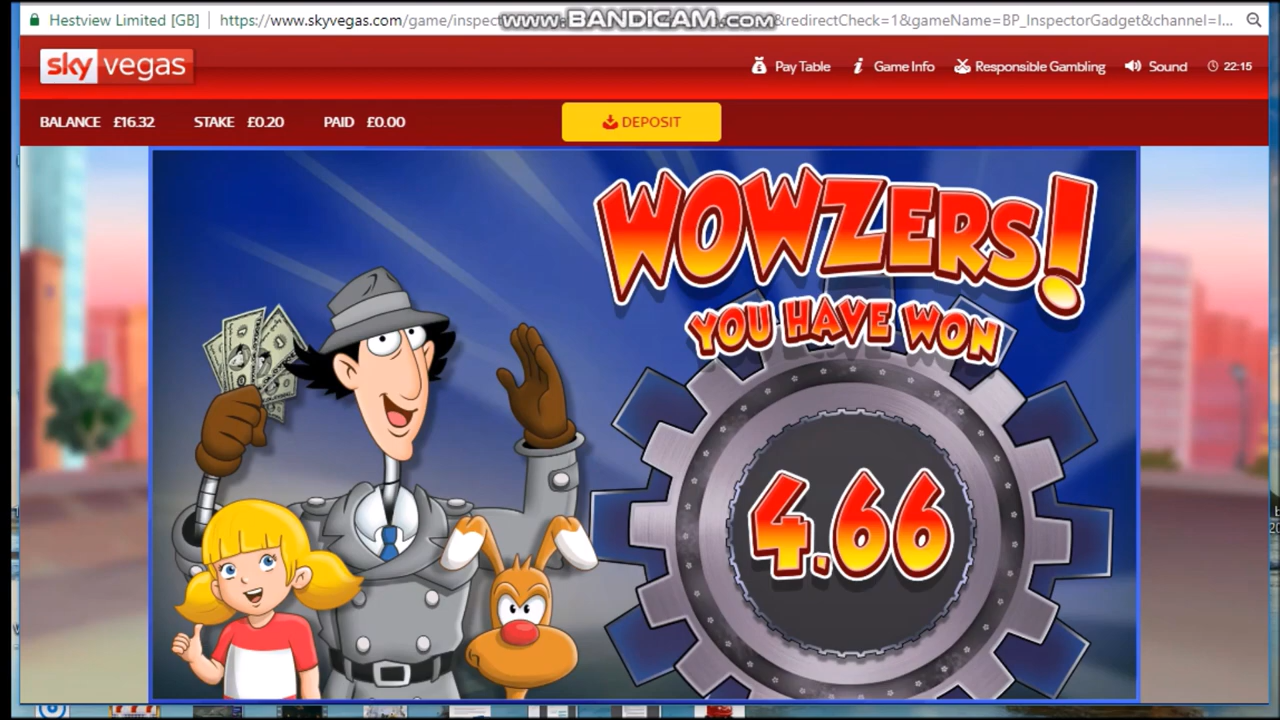 Hestview Limited [GB] https://www.skyvegas.com/game/inspec &redirectCheck=1&gameName=BP_InspectorGadget&channel=I...
www.BANDICAM.com
sky vegas
Pay Table Game Info Responsible Gambling Sound 22:15
BALANCE £16.32 STAKE £0.20 PAID £0.00 DEPOSIT
WOWZERS!
YOU HAVE WON
4.66